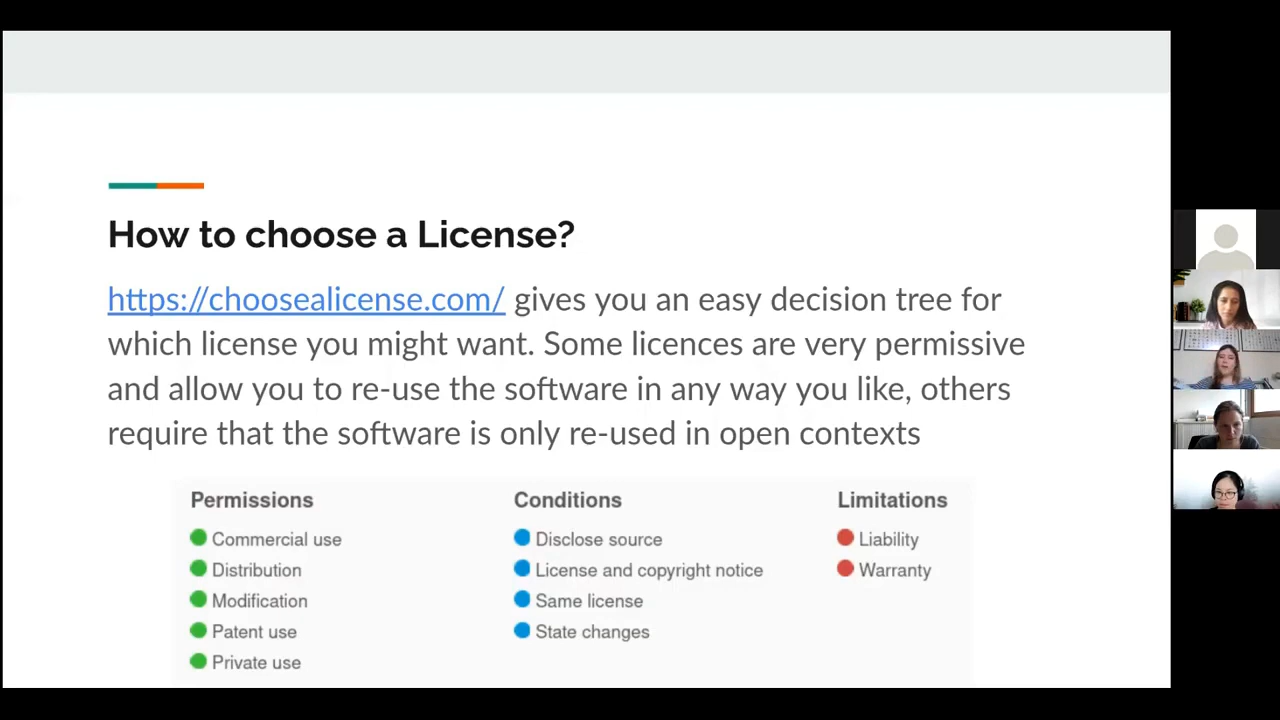 How to choose a License?
https://choosealicense.com/ gives you an easy decision tree for
which license you might want. Some licences are very permissive
and allow you to re-use the software in any way you like, others
require that the software is only re-used in open contexts
Permissions
Commercial use
Distribution
Modification
Patent use
Private use
Conditions
Disclose source
License and copyright notice
Same license
State changes
Limitations
Liability
Warranty